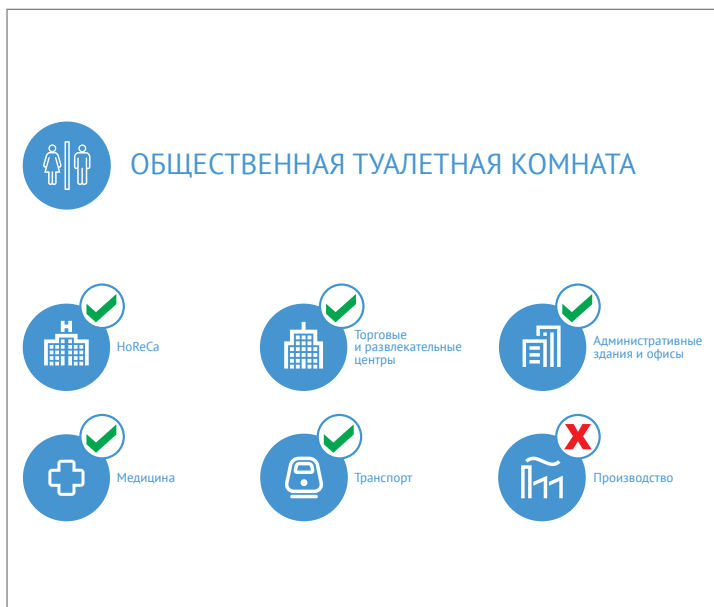 ОБЩЕСТВЕННАЯ ТУАЛЕТНАЯ КОМНАТА
HoReCa
Торговые
и развлекательные
центры
Административные
здания и офисы
Медицина
Транспорт
Производство